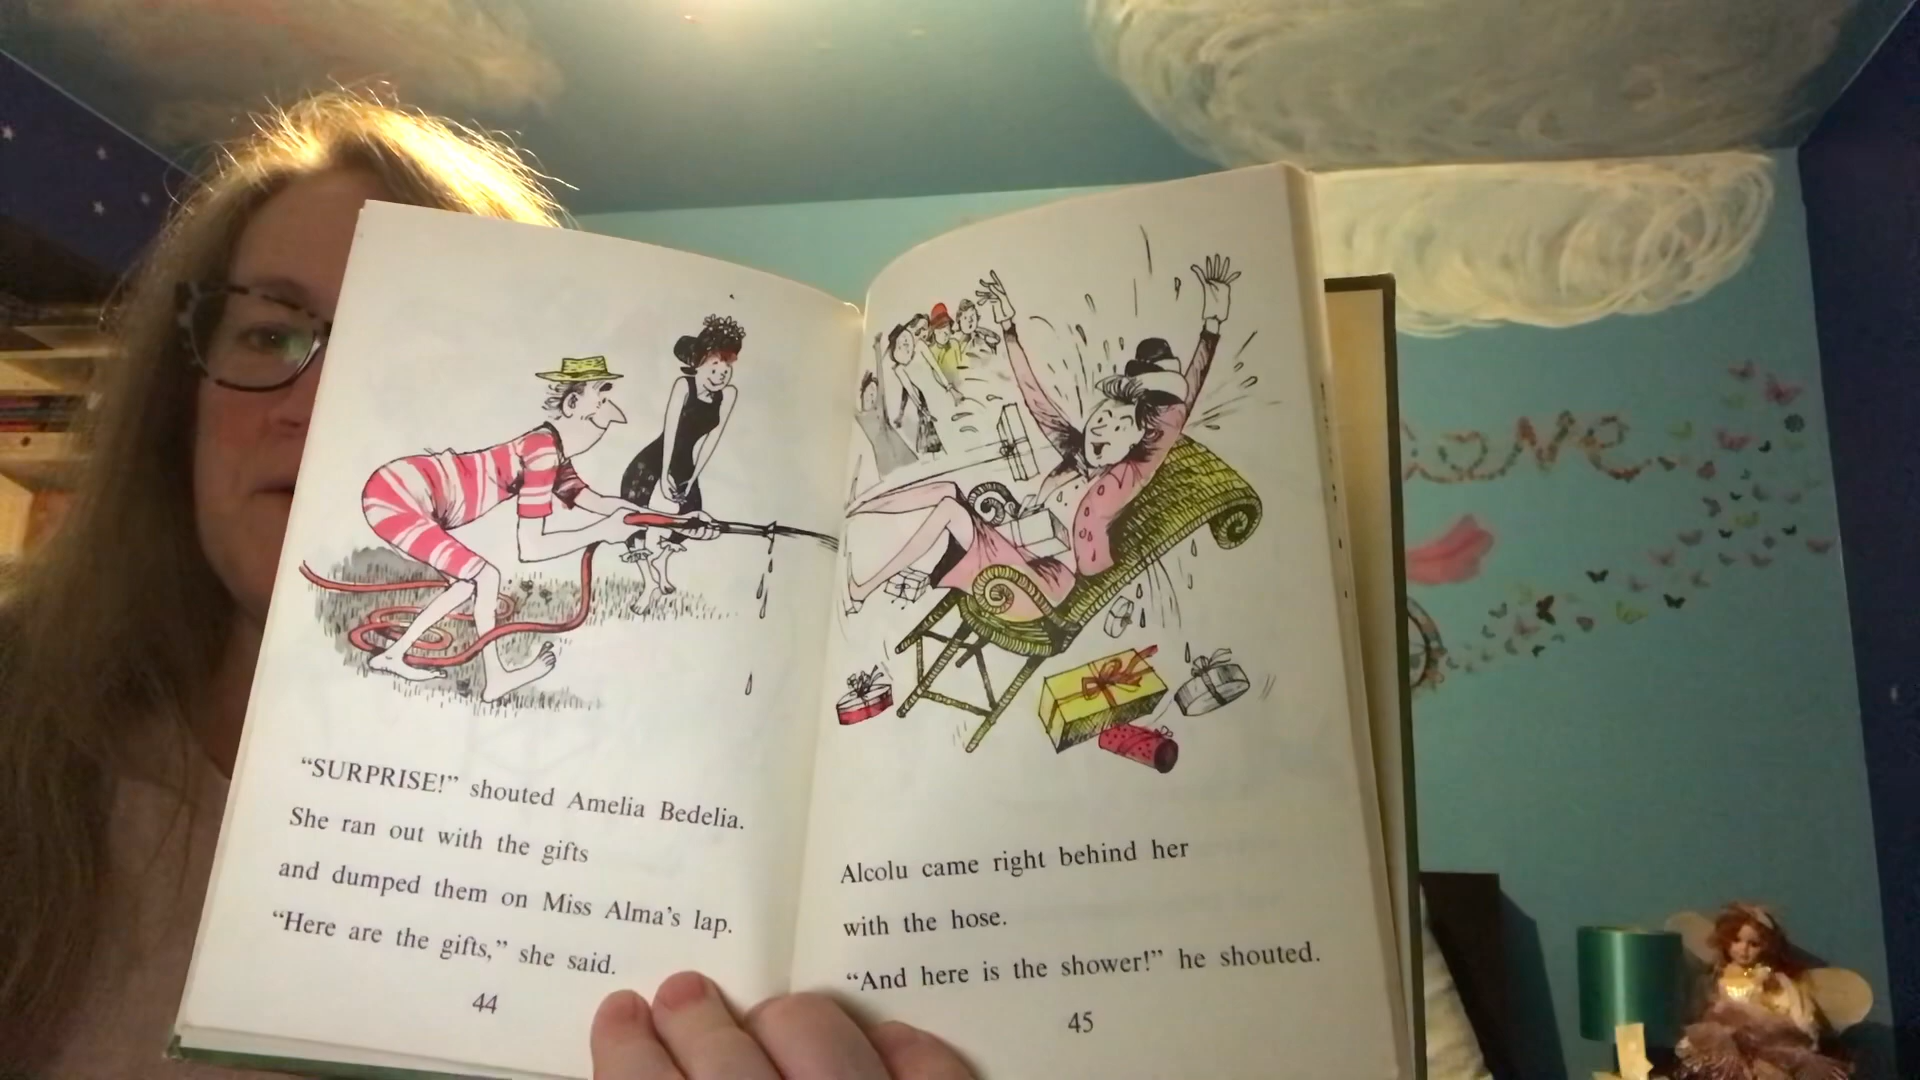 “SURPRISE!” shouted Amelia Bedelia.
She ran out with the gifts
and dumped them on Miss Alma’s lap.
“Here are the gifts,” she said.
44
Alcolu came right behind her
with the hose.
“And here is the shower!” he shouted.
45